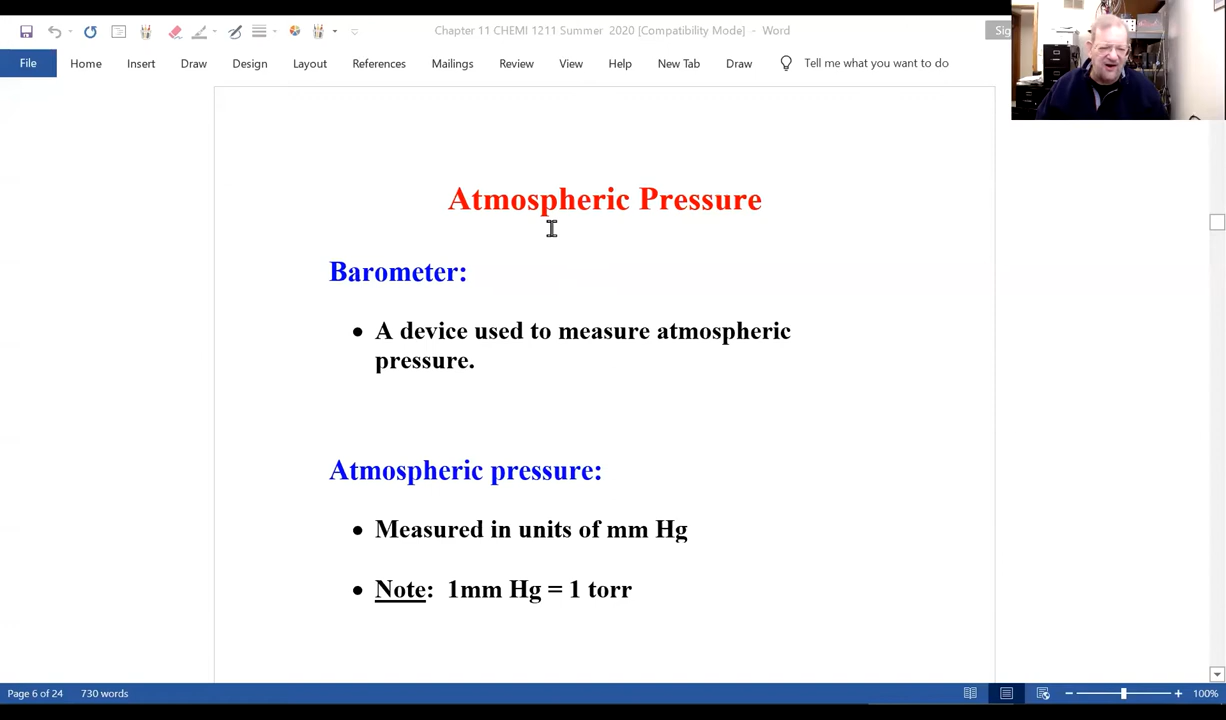 Chapter 11 CHEMI 1211 Summer 2020 [Compatibility Mode] - Word
File Home Insert Draw Design Layout References Mailings Review View Help New Tab Draw Tell me what you want to do
Atmospheric Pressure
Barometer:
• A device used to measure atmospheric
pressure.
Atmospheric pressure:
• Measured in units of mm Hg
• Note: 1mm Hg = 1 torr
Page 6 of 24 730 words 100%